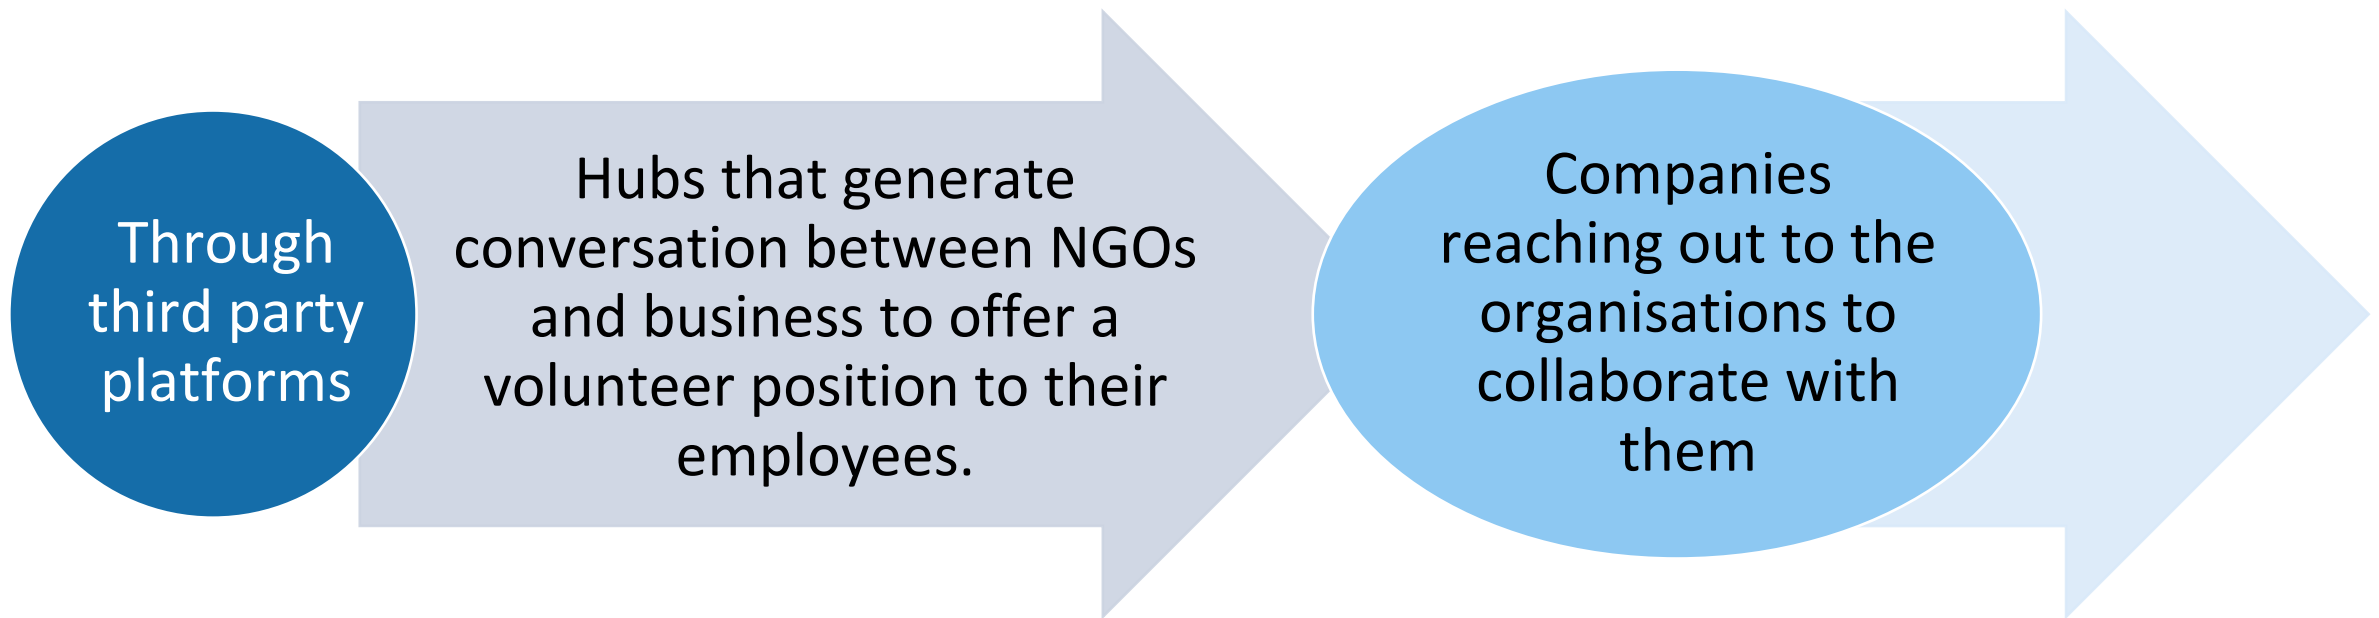 Through
third party
platforms
Hubs that generate
conversation between NGOs
and business to offer a
volunteer position to their
employees.
Companies
reaching out to the
organisations to
collaborate with
them